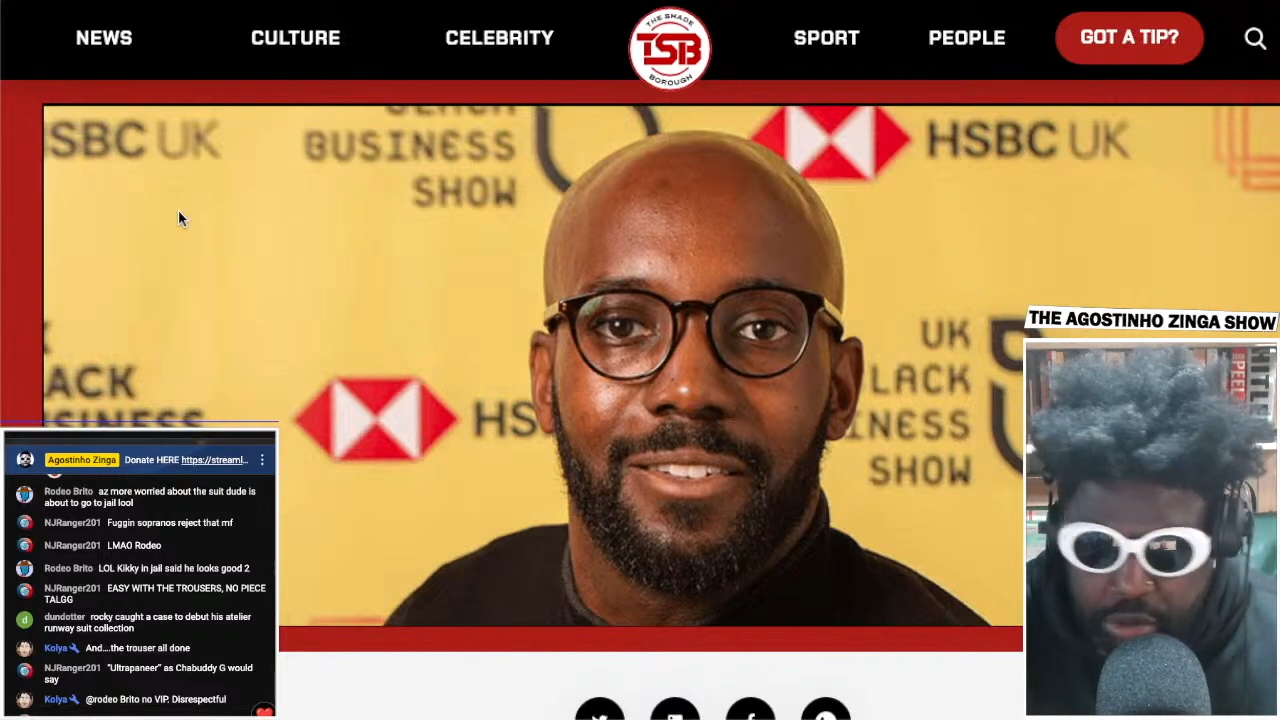 NEWS
CULTURE
CELEBRITY
THE SHADE
TSB
BOROUGH
SPORT
PEOPLE
GOT A TIP?
HSBC UK
BUSINESS
SHOW
HSBC UK
UK
LACK
INESS
SHOW
ACK
HS
THE AGOSTINHO ZINGA SHOW
Agostinho Zinga Donate HERE https://streaml...
Rodeo Brito az more worried about the suit dude is
about to go to jail lool
NJRanger201 Fuggin sopranos reject that mf
NJRanger201 LMAO Rodeo
Rodeo Brito LOL Kikky in jail said he looks good 2
NJRanger201 EASY WITH THE TROUSERS, NO PIECE
TALGG
d
dundotter rocky caught a case to debut his atelier
runway suit collection
Kolya And....the trouser all done
NJRanger201 "Ultrapaneer" as Chabuddy G would
say
Kolya @rodeo Brito no VIP. Disrespectful